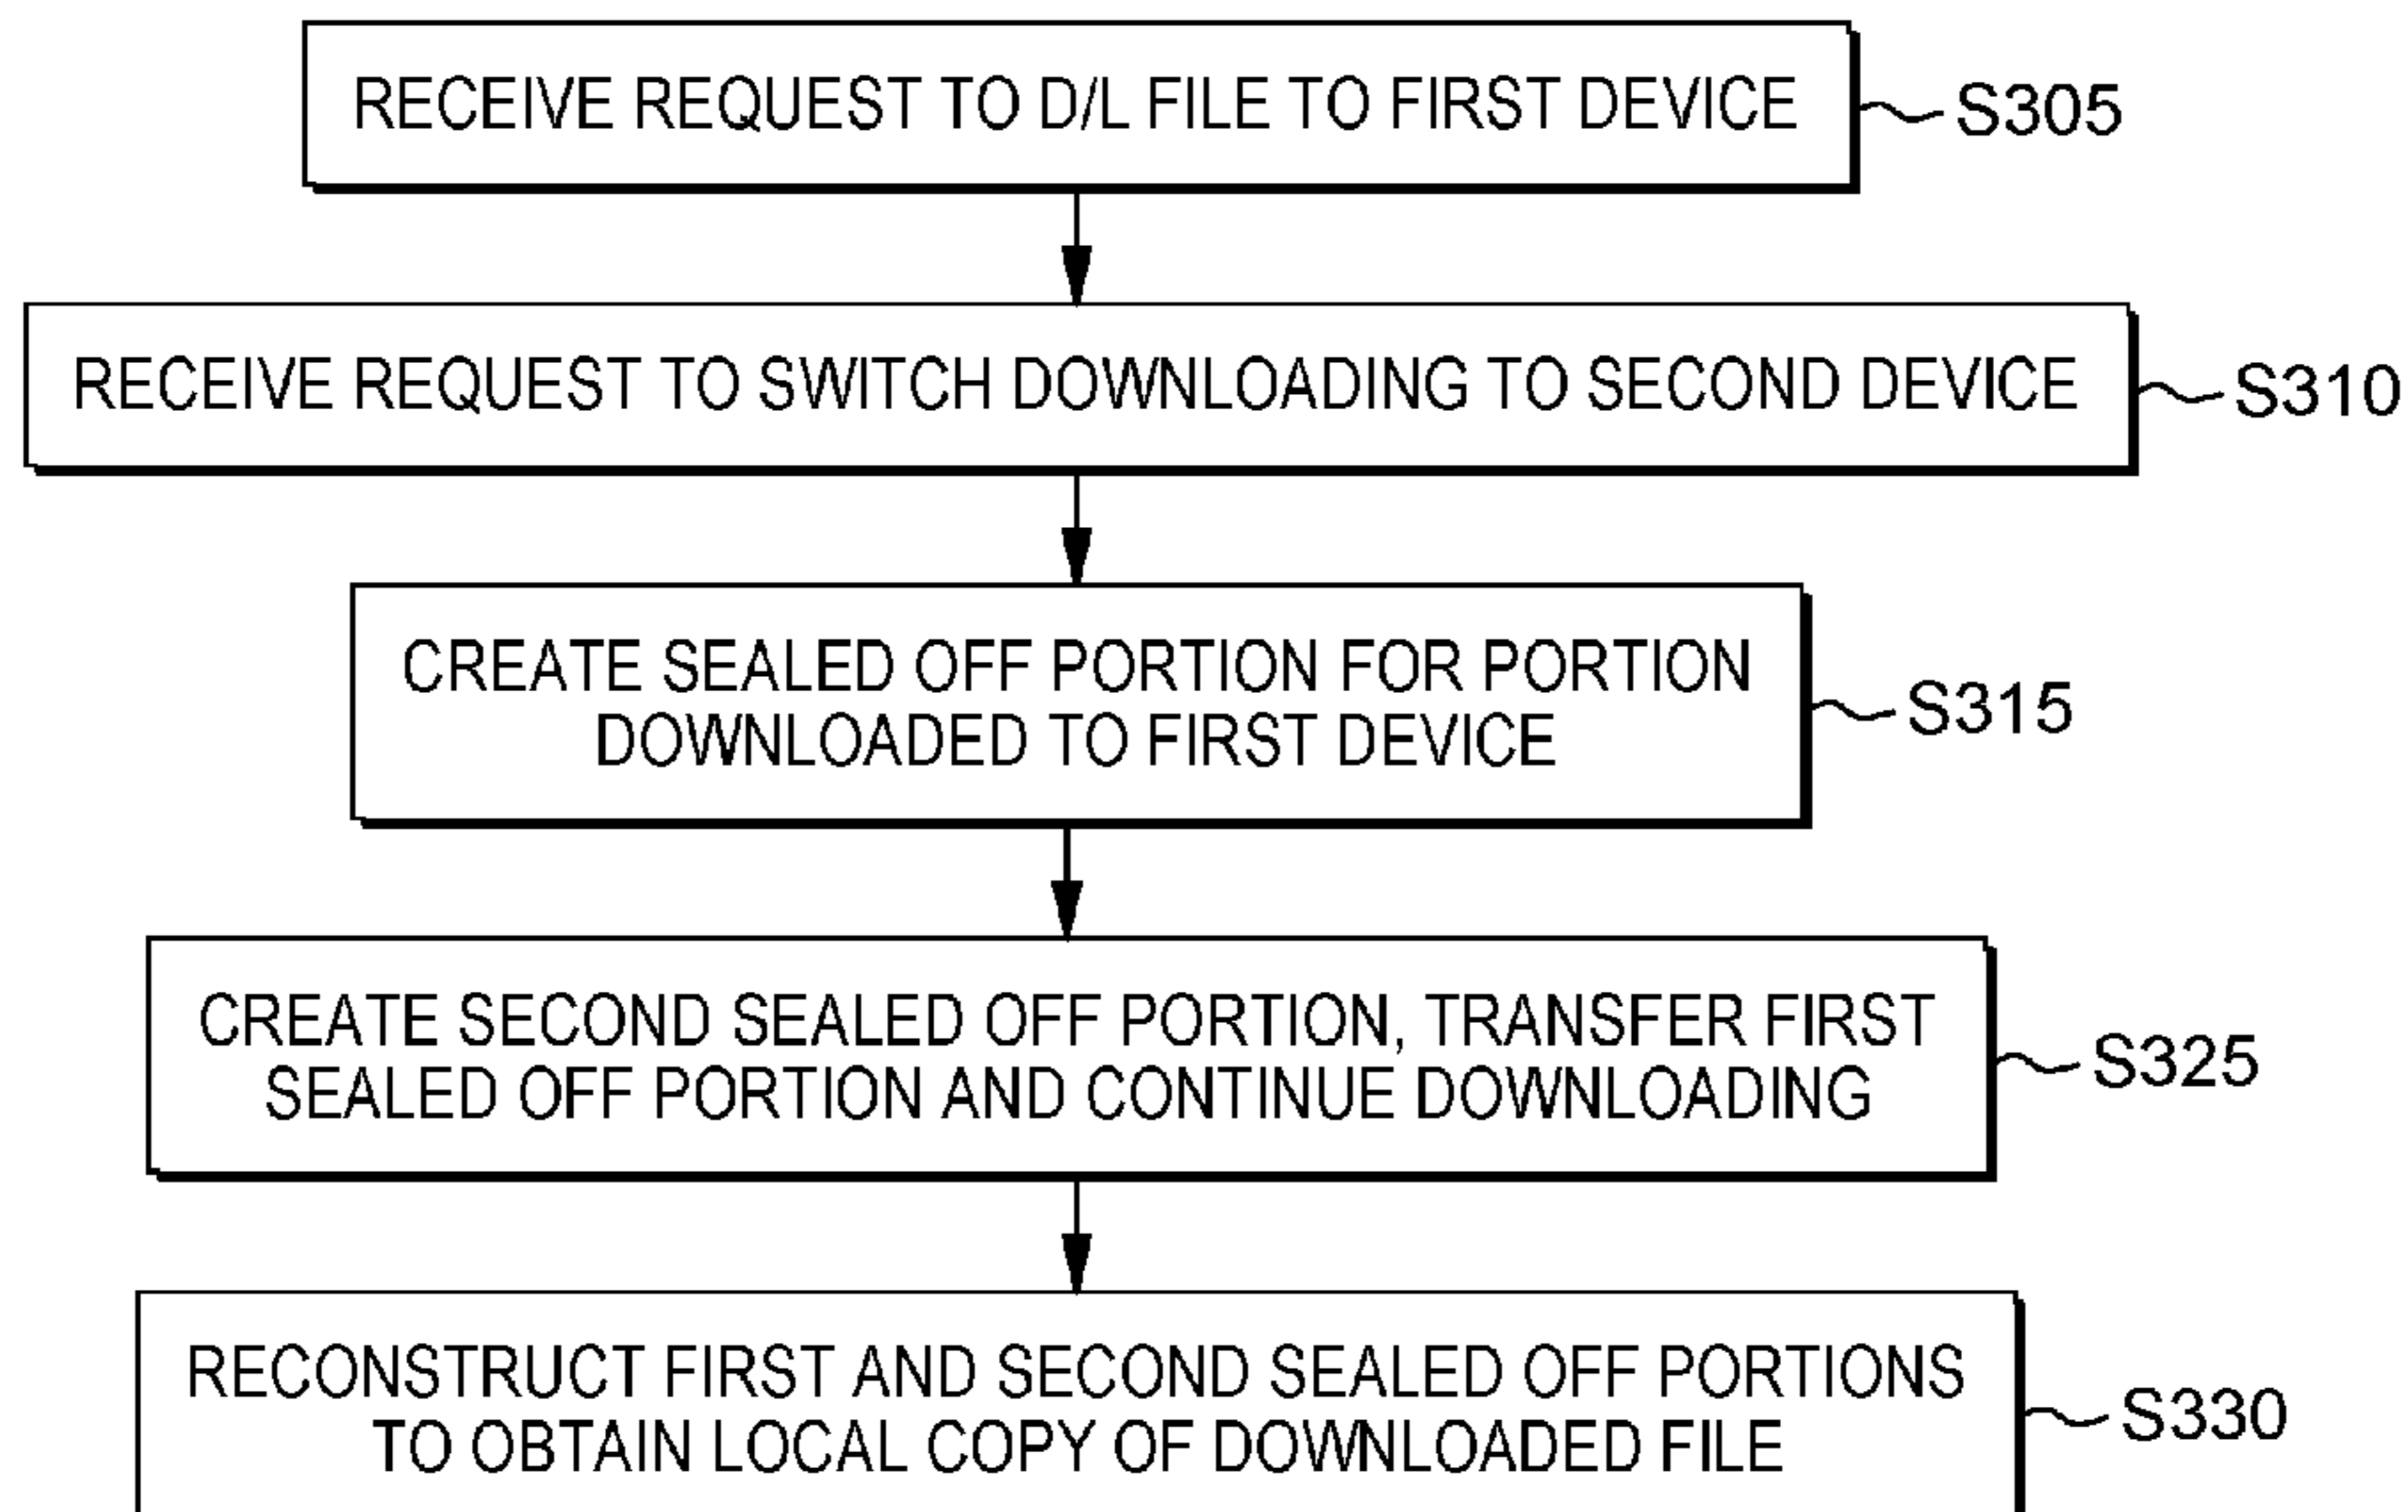 RECEIVE REQUEST TO D/L FILE TO FIRST DEVICE
S305
RECEIVE REQUEST TO SWITCH DOWNLOADING TO SECOND DEVICE
S310
CREATE SEALED OFF PORTION FOR PORTION
DOWNLOADED TO FIRST DEVICE
S315
CREATE SECOND SEALED OFF PORTION, TRANSFER FIRST
SEALED OFF PORTION AND CONTINUE DOWNLOADING
S325
RECONSTRUCT FIRST AND SECOND SEALED OFF PORTIONS
TO OBTAIN LOCAL COPY OF DOWNLOADED FILE
S330